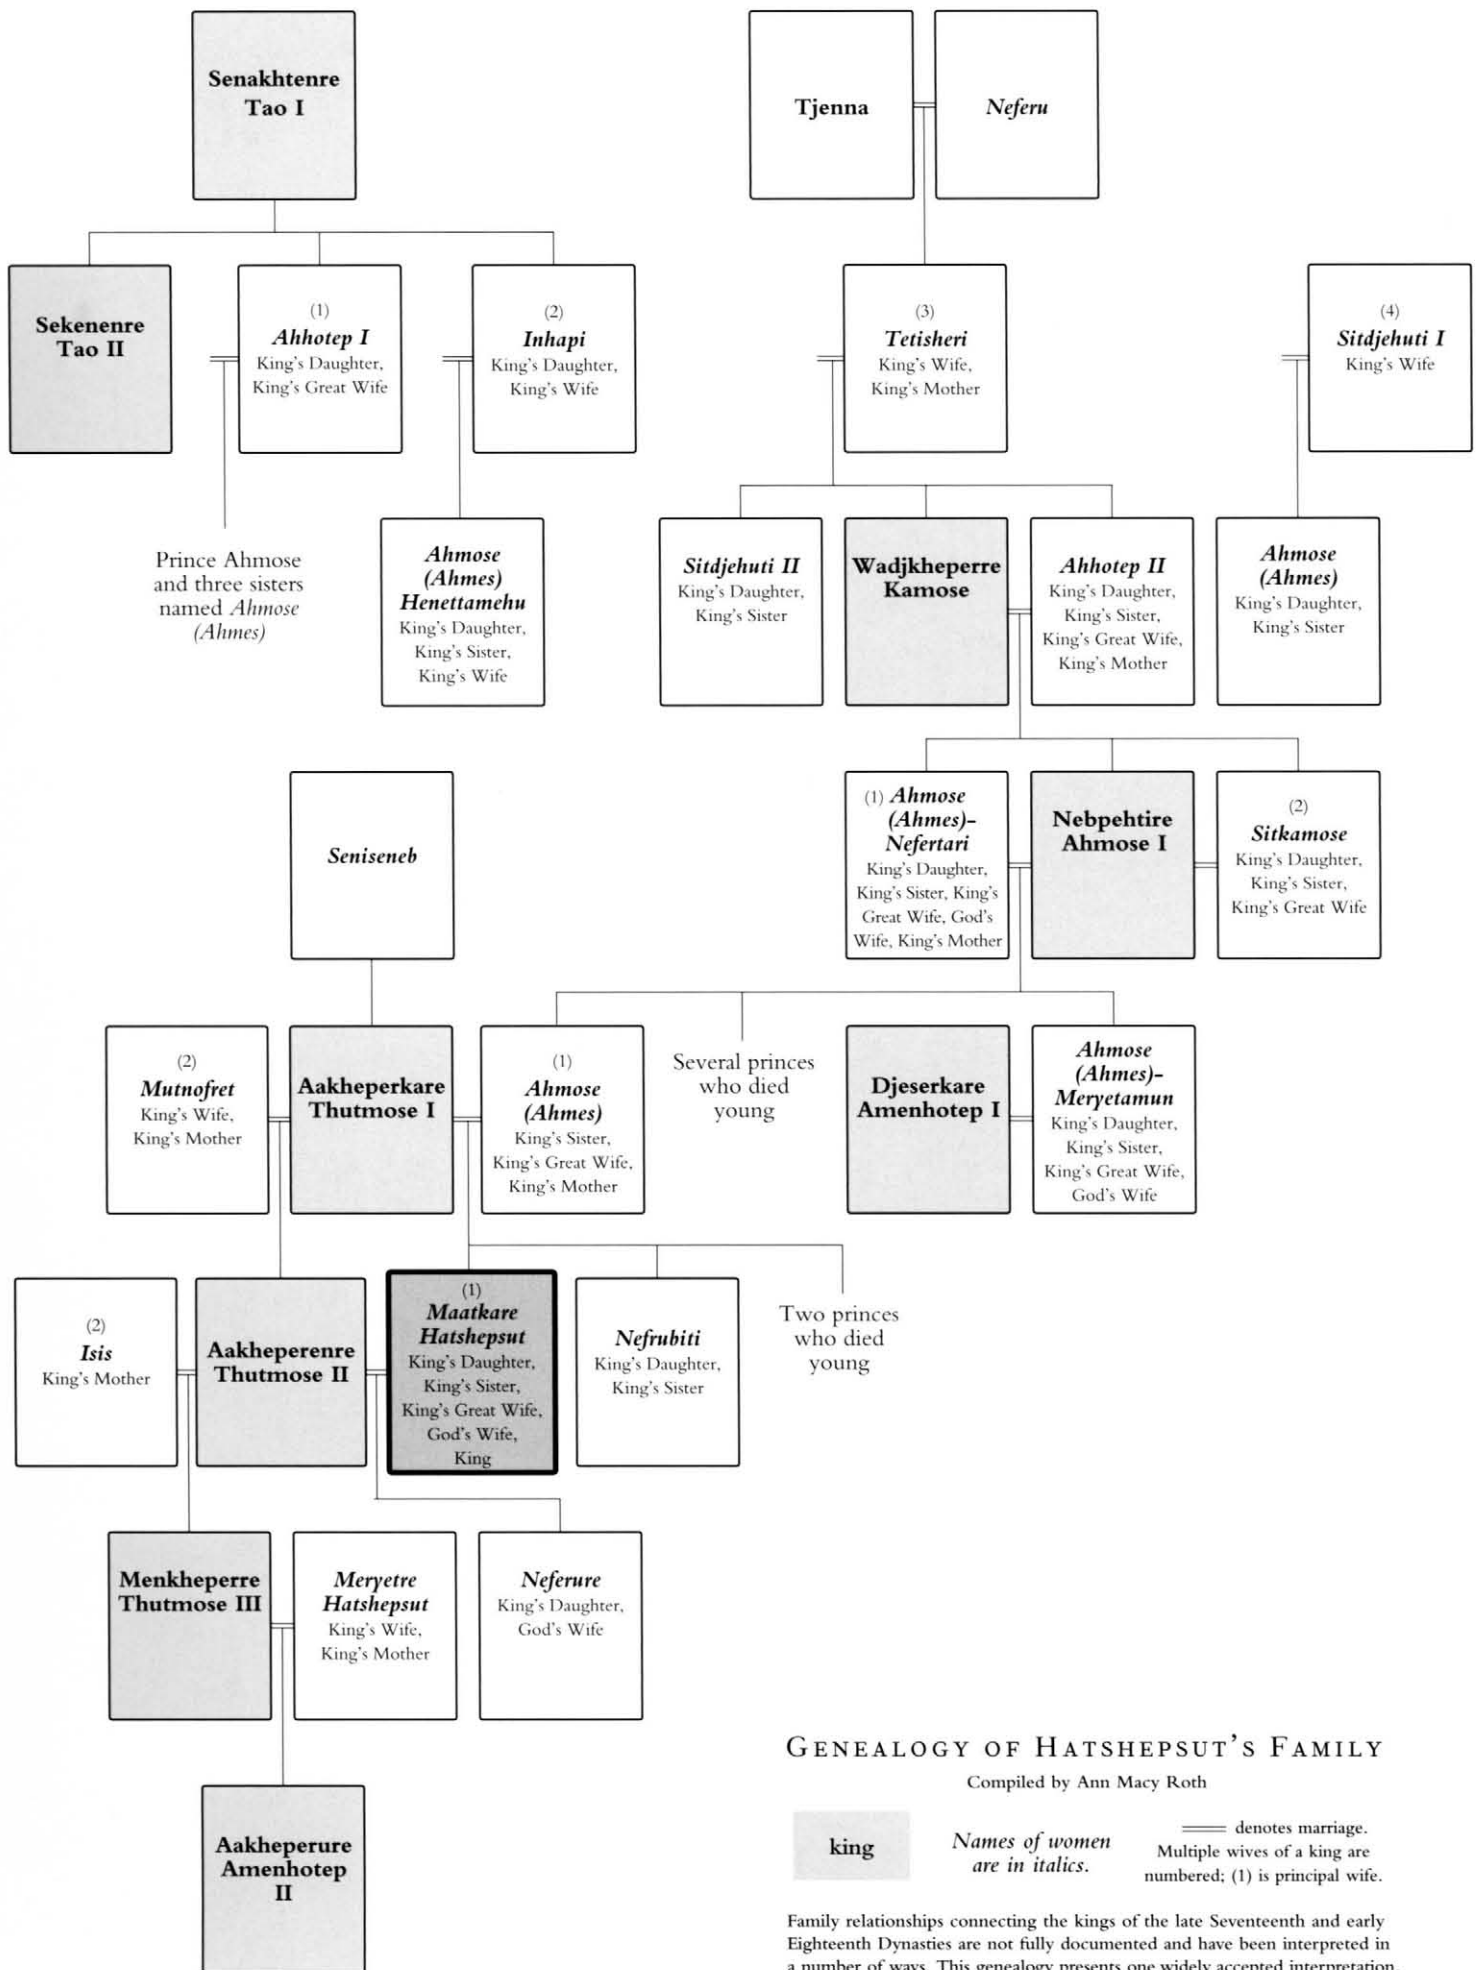 Senakhtenre
Tao I
Tjenna
Neferu
Sekenenre
Tao II
(1)
Ahhotep I
King's Daughter,
King's Great Wife
(2)
Inhapi
King's Daughter,
King's Wife
(3)
Tetisheri
King's Wife,
King's Mother
(4)
Sitdjehuti I
King's Wife
Prince Ahmose
and three sisters
named Ahmose
(Ahmes)
Ahmose
(Ahmes)
Henettamehu
King's Daughter,
King's Sister,
King's Wife
Sitdjehuti II
King's Daughter,
King's Sister
Wadjkheperre
Kamose
Ahhotep II
King's Daughter,
King's Sister,
King's Great Wife,
King's Mother
Ahmose
(Ahmes)
King's Daughter,
King's Sister
Seniseneb
(1) Ahmose
(Ahmes)-
Nefertari
King's Daughter,
King's Sister, King's
Great Wife, God's
Wife, King's Mother
Nebpehtire
Ahmose I
(2)
Sitkamose
King's Daughter,
King's Sister,
King's Great Wife
(2)
Mutnofret
King's Wife,
King's Mother
Aakheperkare
Thutmose I
(1)
Ahmose
(Ahmes)
King's Sister,
King's Great Wife,
King's Mother
Several princes
who died
young
Djeserkare
Amenhotep I
Ahmose
(Ahmes)-
Meryetamun
King's Daughter,
King's Sister,
King's Great Wife,
God's Wife
(2)
Isis
King's Mother
Aakheperenre
Thutmose II
(1)
Maatkare
Hatshepsut
King's Daughter,
King's Sister,
King's Great Wife,
God's Wife,
King
Nefrubiti
King's Daughter,
King's Sister
Two princes
who died
young
Menkheperre
Thutmose III
Meryetre
Hatshepsut
King's Wife,
King's Mother
Neferure
King's Daughter,
God's Wife
Aakheperure
Amenhotep
II
GENEALOGY OF HATSHEPSUT'S FAMILY
Compiled by Ann Macy Roth
king
Names of women
are in italics.
denotes marriage.
Multiple wives of a king are
numbered; (1) is principal wife.
Family relationships connecting the kings of the late Seventeenth and early
Eighteenth Dynasties are not fully documented and have been interpreted in
a number of ways. This genealogy presents one widely accepted interpretation.